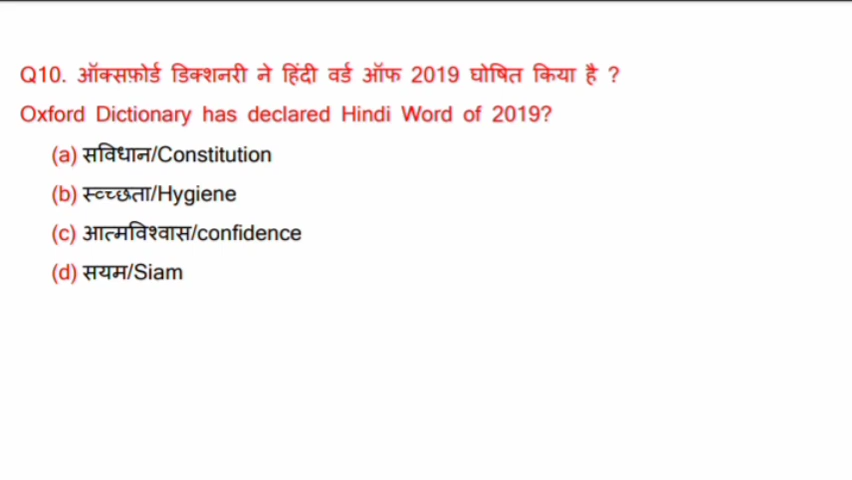 Q10. ऑक्सफ़ोर्ड डिक्शनरी ने हिंदी वर्ड ऑफ 2019 घोषित किया है ?
Oxford Dictionary has declared Hindi Word of 2019?
(a) सविधान/Constitution
(b) स्व्च्छता/Hygiene
(c) आत्मविश्वास/confidence
(d) सयम/Siam